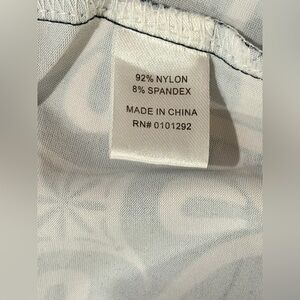 92% NYLON
8% SPANDEX
MADE IN CHINA
RN# 0101292